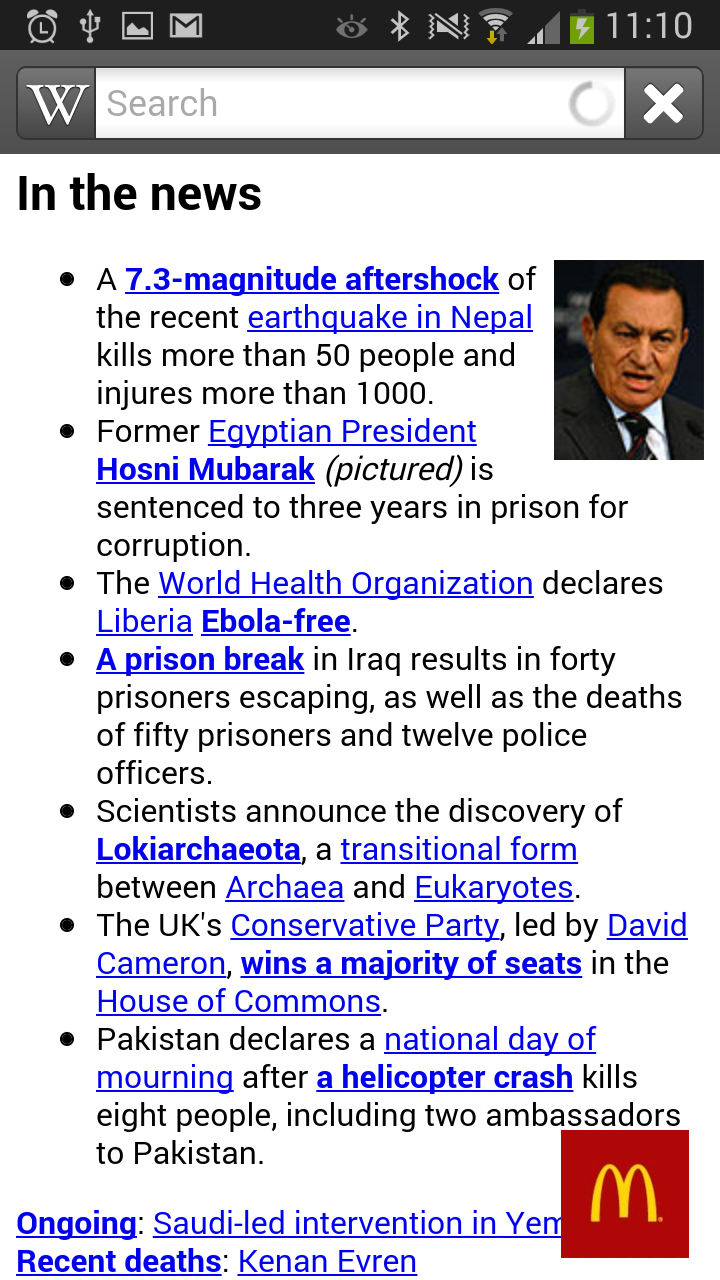 11:10
W Search
In the news
A 7.3-magnitude aftershock of
the recent earthquake in Nepal
kills more than 50 people and
injures more than 1000.
Former Egyptian President
Hosni Mubarak (pictured) is
sentenced to three years in prison for
corruption.
The World Health Organization declares
Liberia Ebola-free.
A prison break in Iraq results in forty
prisoners escaping, as well as the deaths
of fifty prisoners and twelve police
officers.
Scientists announce the discovery of
Lokiarchaeota, a transitional form
between Archaea and Eukaryotes.
The UK's Conservative Party, led by David
Cameron, wins a majority of seats in the
House of Commons.
Pakistan declares a national day of
mourning after a helicopter crash kills
eight people, including two ambassadors
to Pakistan.
Ongoing: Saudi-led intervention in
Recent deaths: Kenan Evren